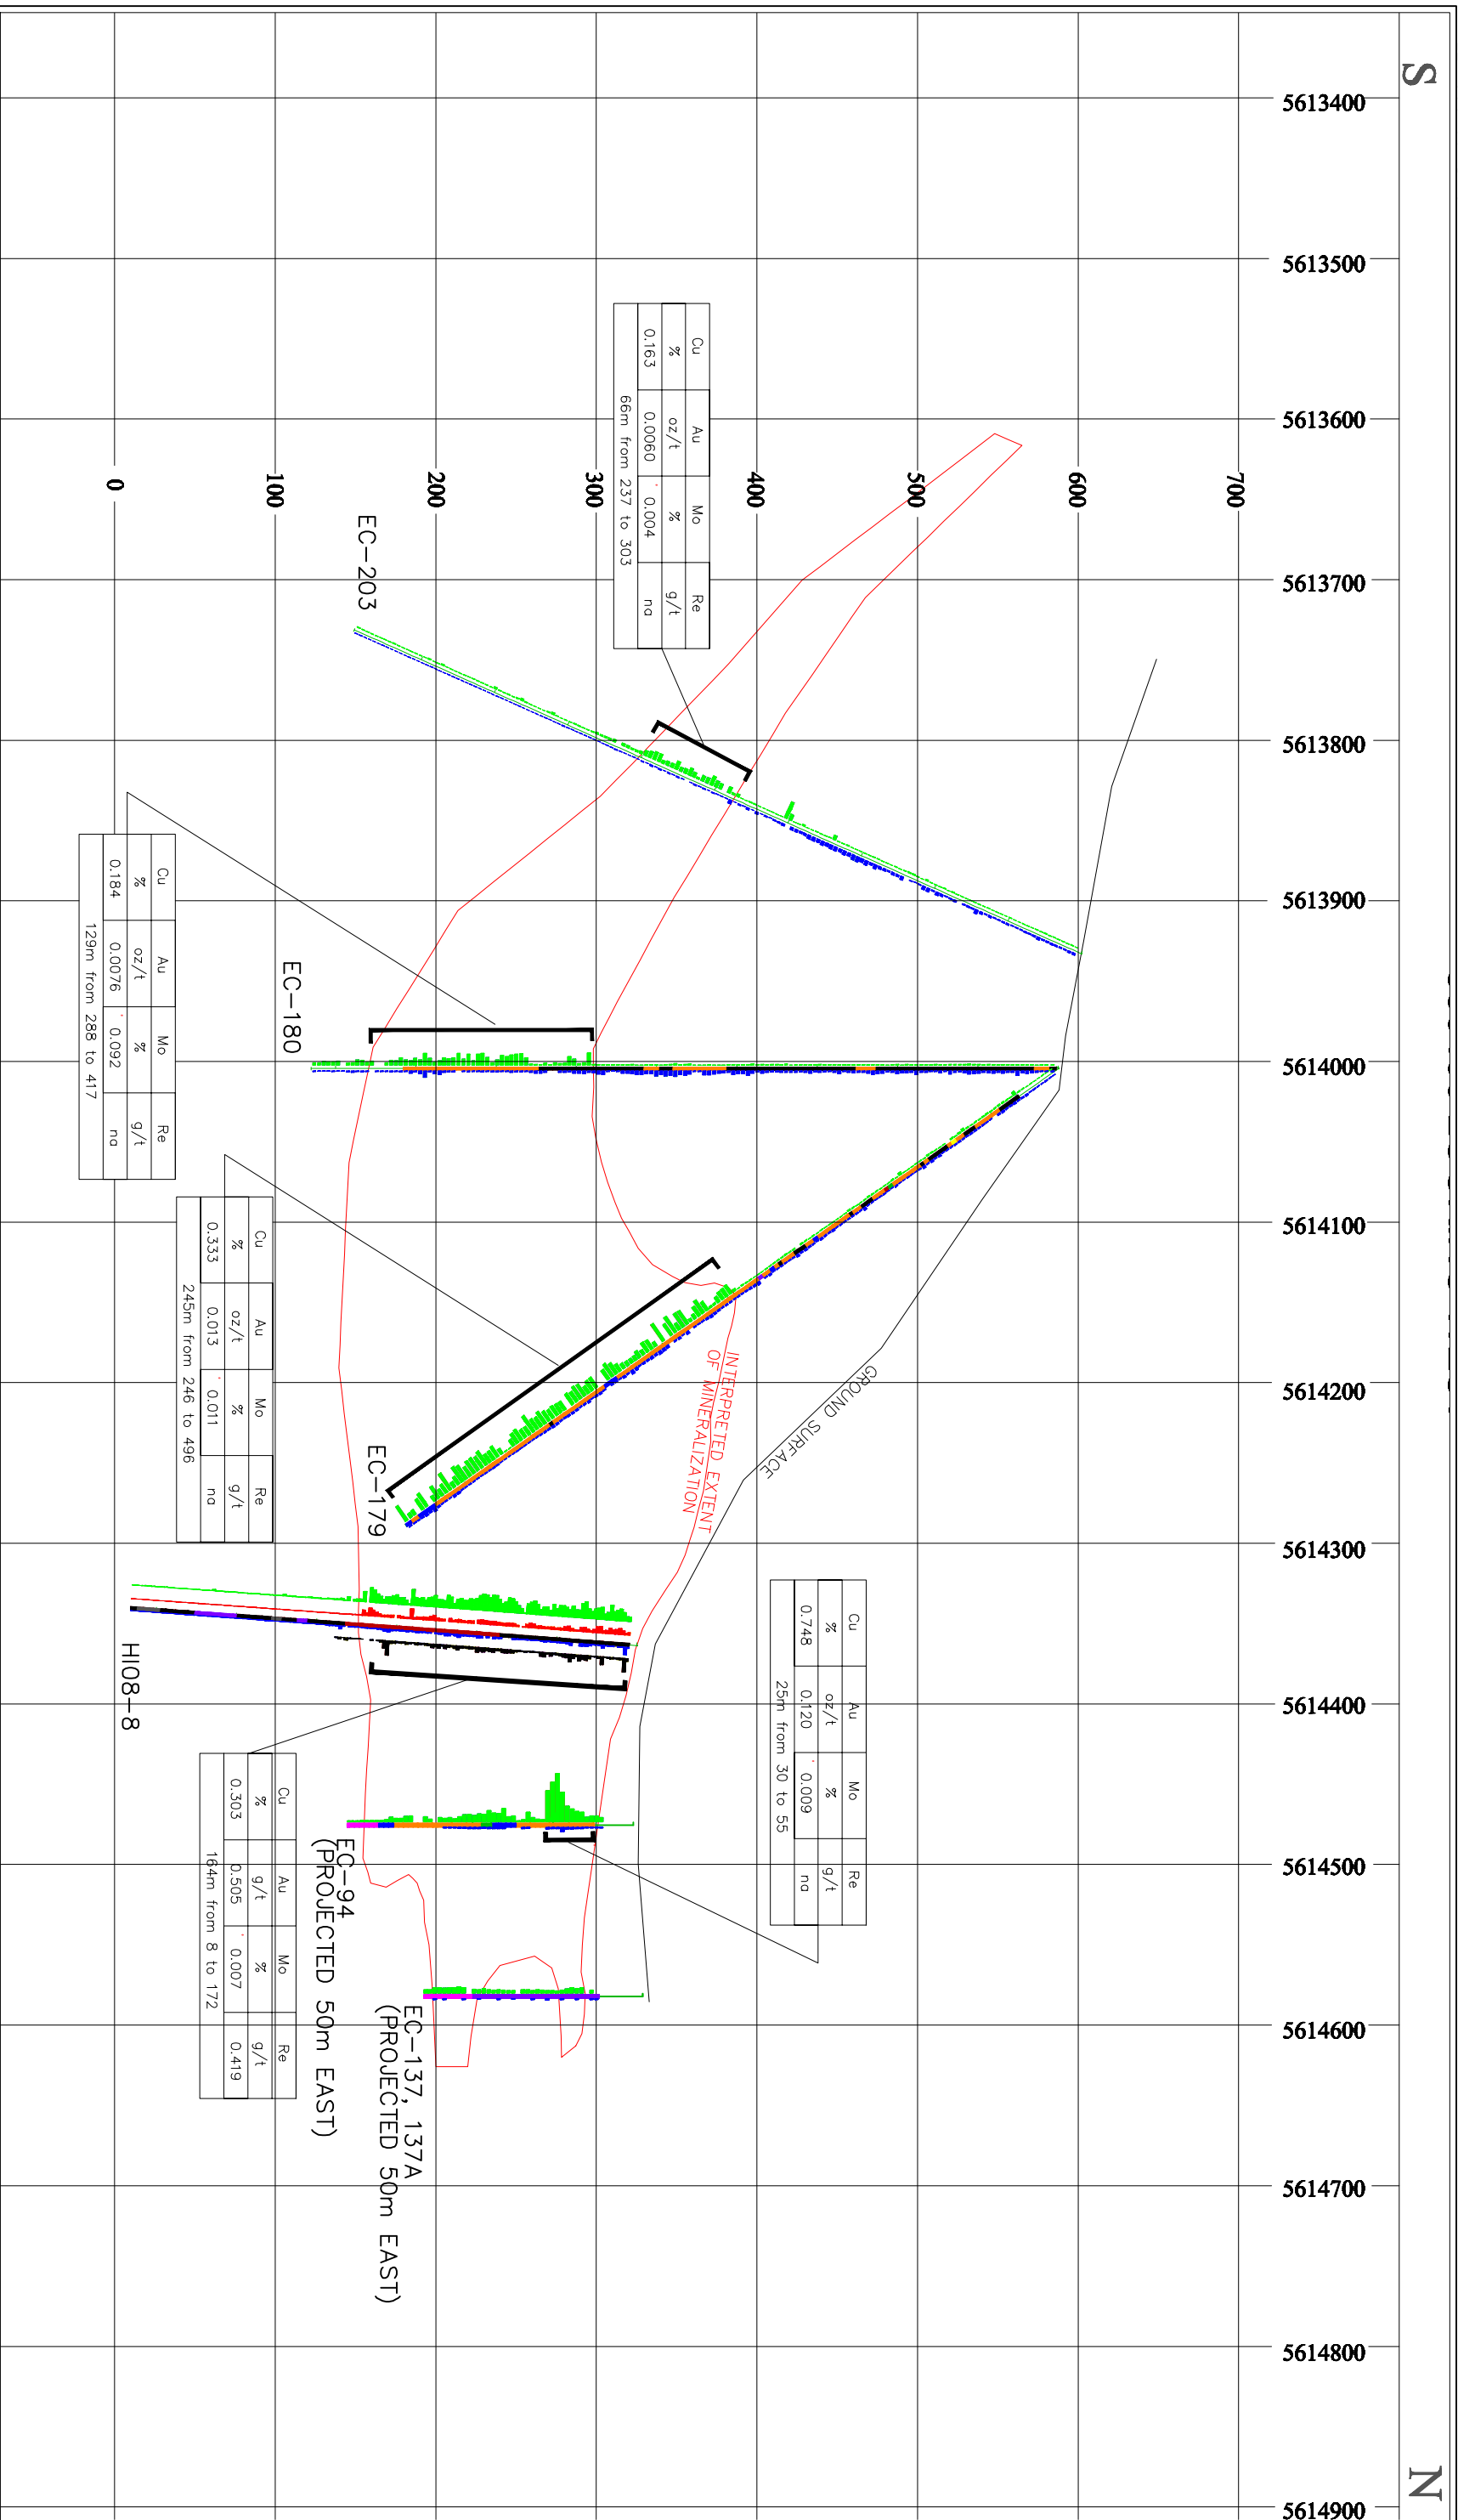 S
N
5613400
5613500
5613600
5613700
5613800
5613900
5614000
5614100
5614200
5614300
5614400
5614500
5614600
5614700
5614800
5614900
700
600
500
400
300
200
100
0
GROUND SURFACE
INTERPRETED EXTENT
OF MINERALIZATION
Cu Au Mo Re
% oz/t % g/t
0.163 0.0060 0.004 na
66m from 237 to 303
EC-203
Cu Au Mo Re
% oz/t % g/t
0.184 0.0076 0.092 na
129m from 288 to 417
EC-180
Cu Au Mo Re
% oz/t % g/t
0.333 0.013 0.011 na
245m from 246 to 496
EC-179
Cu Au Mo Re
% oz/t % g/t
0.748 0.120 0.009 na
25m from 30 to 55
HI08-8
Cu Au Mo Re
% g/t % g/t
0.303 0.505 0.007 0.419
164m from 8 to 172
EC-94
(PROJECTED 50m EAST)
EC-137, 137A
(PROJECTED 50m EAST)